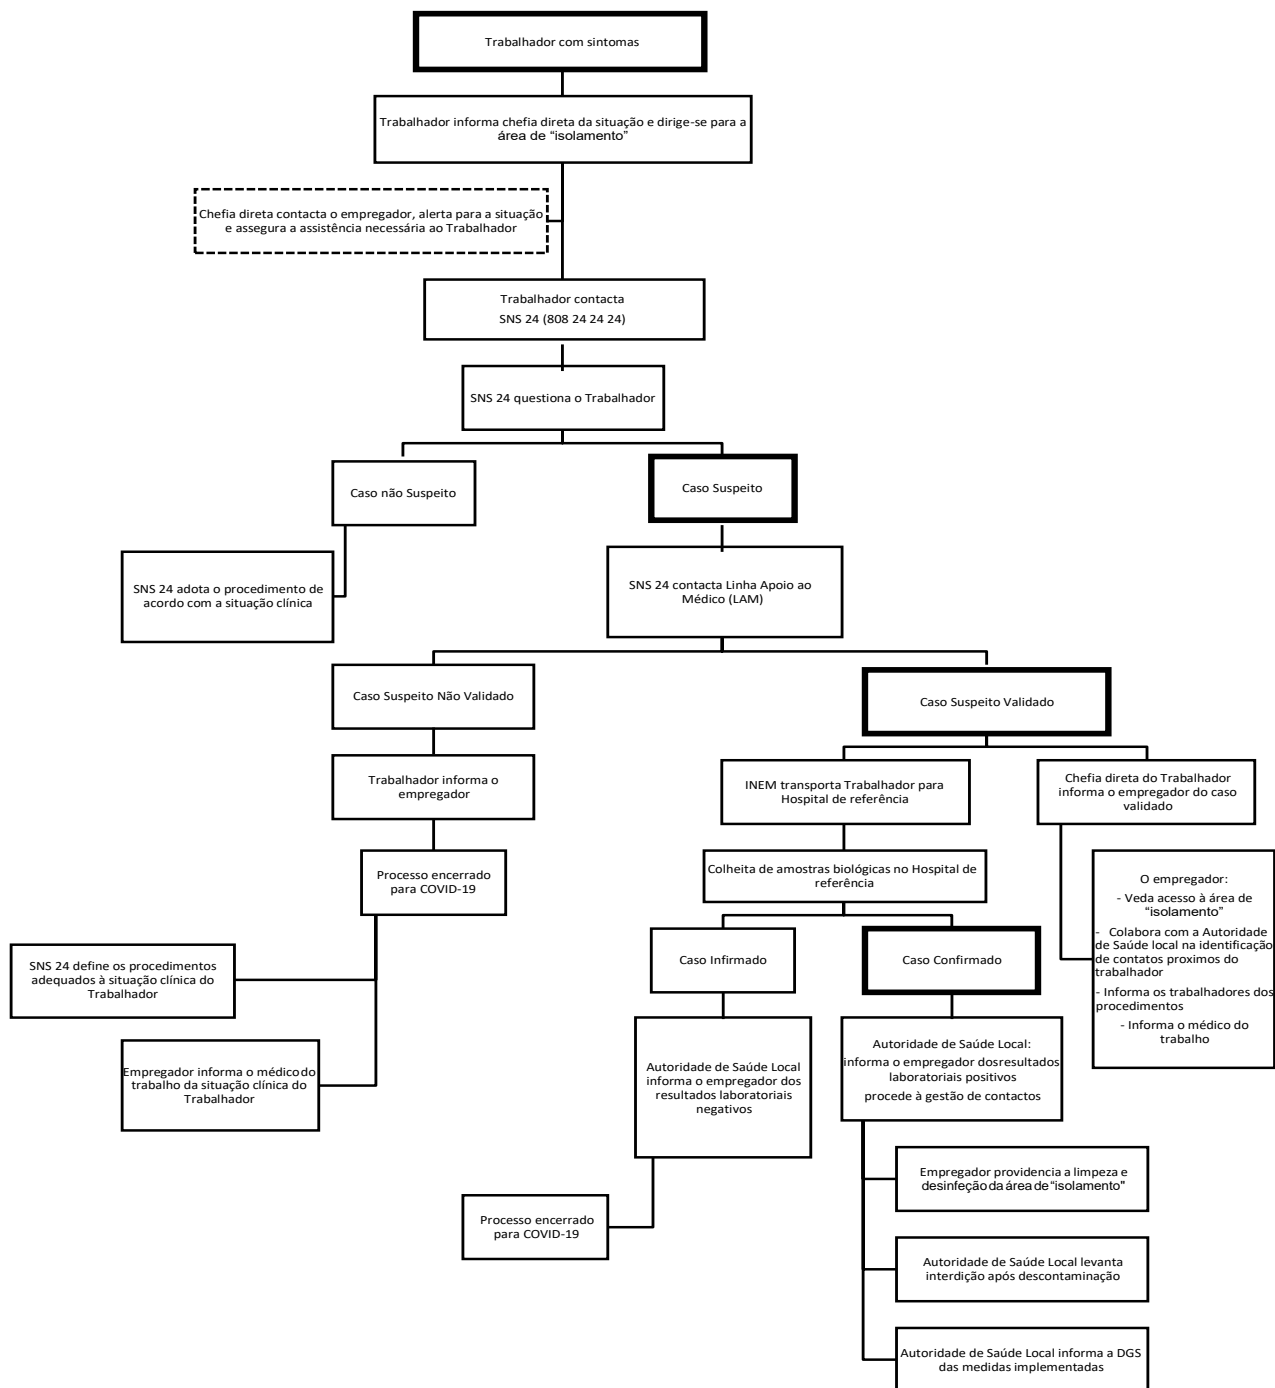 Trabalhador com sintomas
Trabalhador informa chefia direta da situação e dirige-se para a
área de “isolamento”
Chefia direta contacta o empregador, alerta para a situação
e assegura a assistência necessária ao Trabalhador
Trabalhador contacta
SNS 24 (808 24 24 24)
SNS 24 questiona o Trabalhador
Caso não Suspeito
Caso Suspeito
SNS 24 adota o procedimento de
acordo com a situação clínica
SNS 24 contacta Linha Apoio ao
Médico (LAM)
Caso Suspeito Não Validado
Caso Suspeito Validado
Trabalhador informa o
empregador
INEM transporta Trabalhador para
Hospital de referência
Chefia direta do Trabalhador
informa o empregador do caso
validado
Processo encerrado
para COVID-19
Colheita de amostras biológicas no Hospital de
referência
O empregador:
- Veda acesso à área de
“isolamento”
- Colabora com a Autoridade
de Saúde local na identificação
de contatos proximos do
trabalhador
- Informa os trabalhadores dos
procedimentos
- Informa o médico do
trabalho
SNS 24 define os procedimentos
adequados à situação clínica do
Trabalhador
Caso Infirmado
Caso Confirmado
Empregador informa o médico do
trabalho da situação clínica do
Trabalhador
Autoridade de Saúde Local
informa o empregador dos
resultados laboratoriais
negativos
Autoridade de Saúde Local:
informa o empregador dosresultados
laboratoriais positivos
procede à gestão de contactos
Processo encerrado
para COVID-19
Empregador providencia a limpeza e
desinfeção da área de “isolamento”
Autoridade de Saúde Local levanta
interdição após descontaminação
Autoridade de Saúde Local informa a DGS
das medidas implementadas